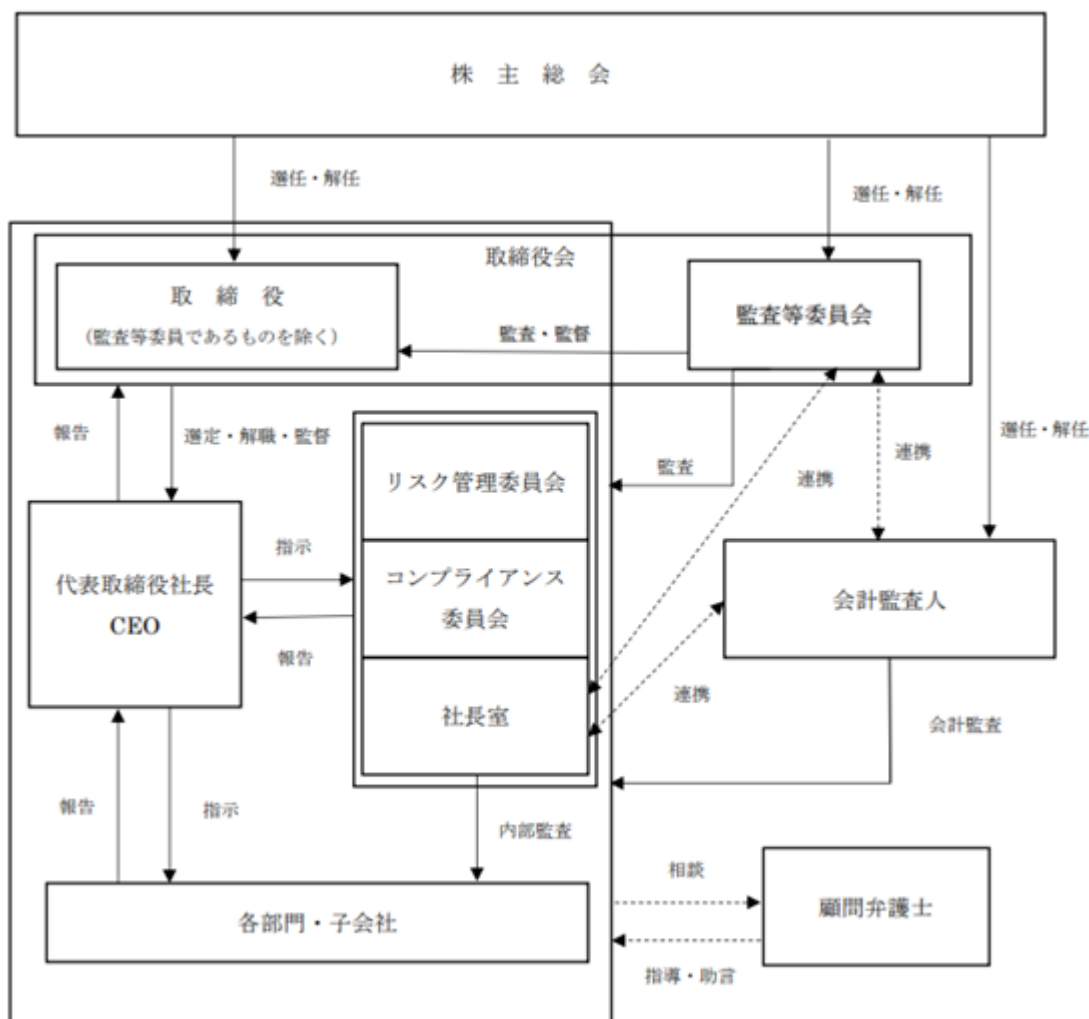 株 主 総 会
選任・解任
選任・解任
取締役会
取 締 役
(監査等委員であるものを除く)
監査・監督
監査等委員会
報告
選定・解職・監督
リスク管理委員会
監査
連携
連携
選任・解任
代表取締役社長
CEO
指示
報告
コンプライアンス
委員会
会計監査人
社長室
連携
会計監査
報告
指示
内部監査
各部門・子会社
相談
顧問弁護士
指導・助言